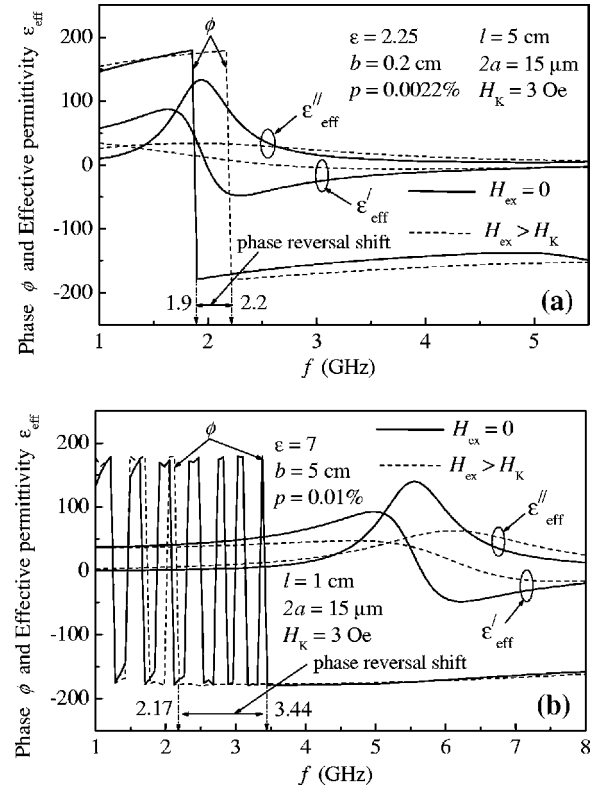 Phase ϕ and Effective permittivity ε_eff
200
100
0
-100
-200
ϕ
ε = 2.25 l = 5 cm
b = 0.2 cm 2a = 15 µm
p = 0.0022% H_K = 3 Oe
ε_eff^//
ε_eff^/
H_ex = 0
H_ex > H_K
phase reversal shift
1.9 2.2
(a)
1 2 3 4 5
f (GHz)
Phase ϕ and Effective permittivity ε_eff
200
100
0
-100
-200
ϕ
ε = 7
b = 5 cm
p = 0.01%
H_ex = 0
H_ex > H_K
ε_eff^//
ε_eff^/
l = 1 cm
2a = 15 µm
H_K = 3 Oe
phase reversal shift
2.17 3.44
(b)
1 2 3 4 5 6 7 8
f (GHz)